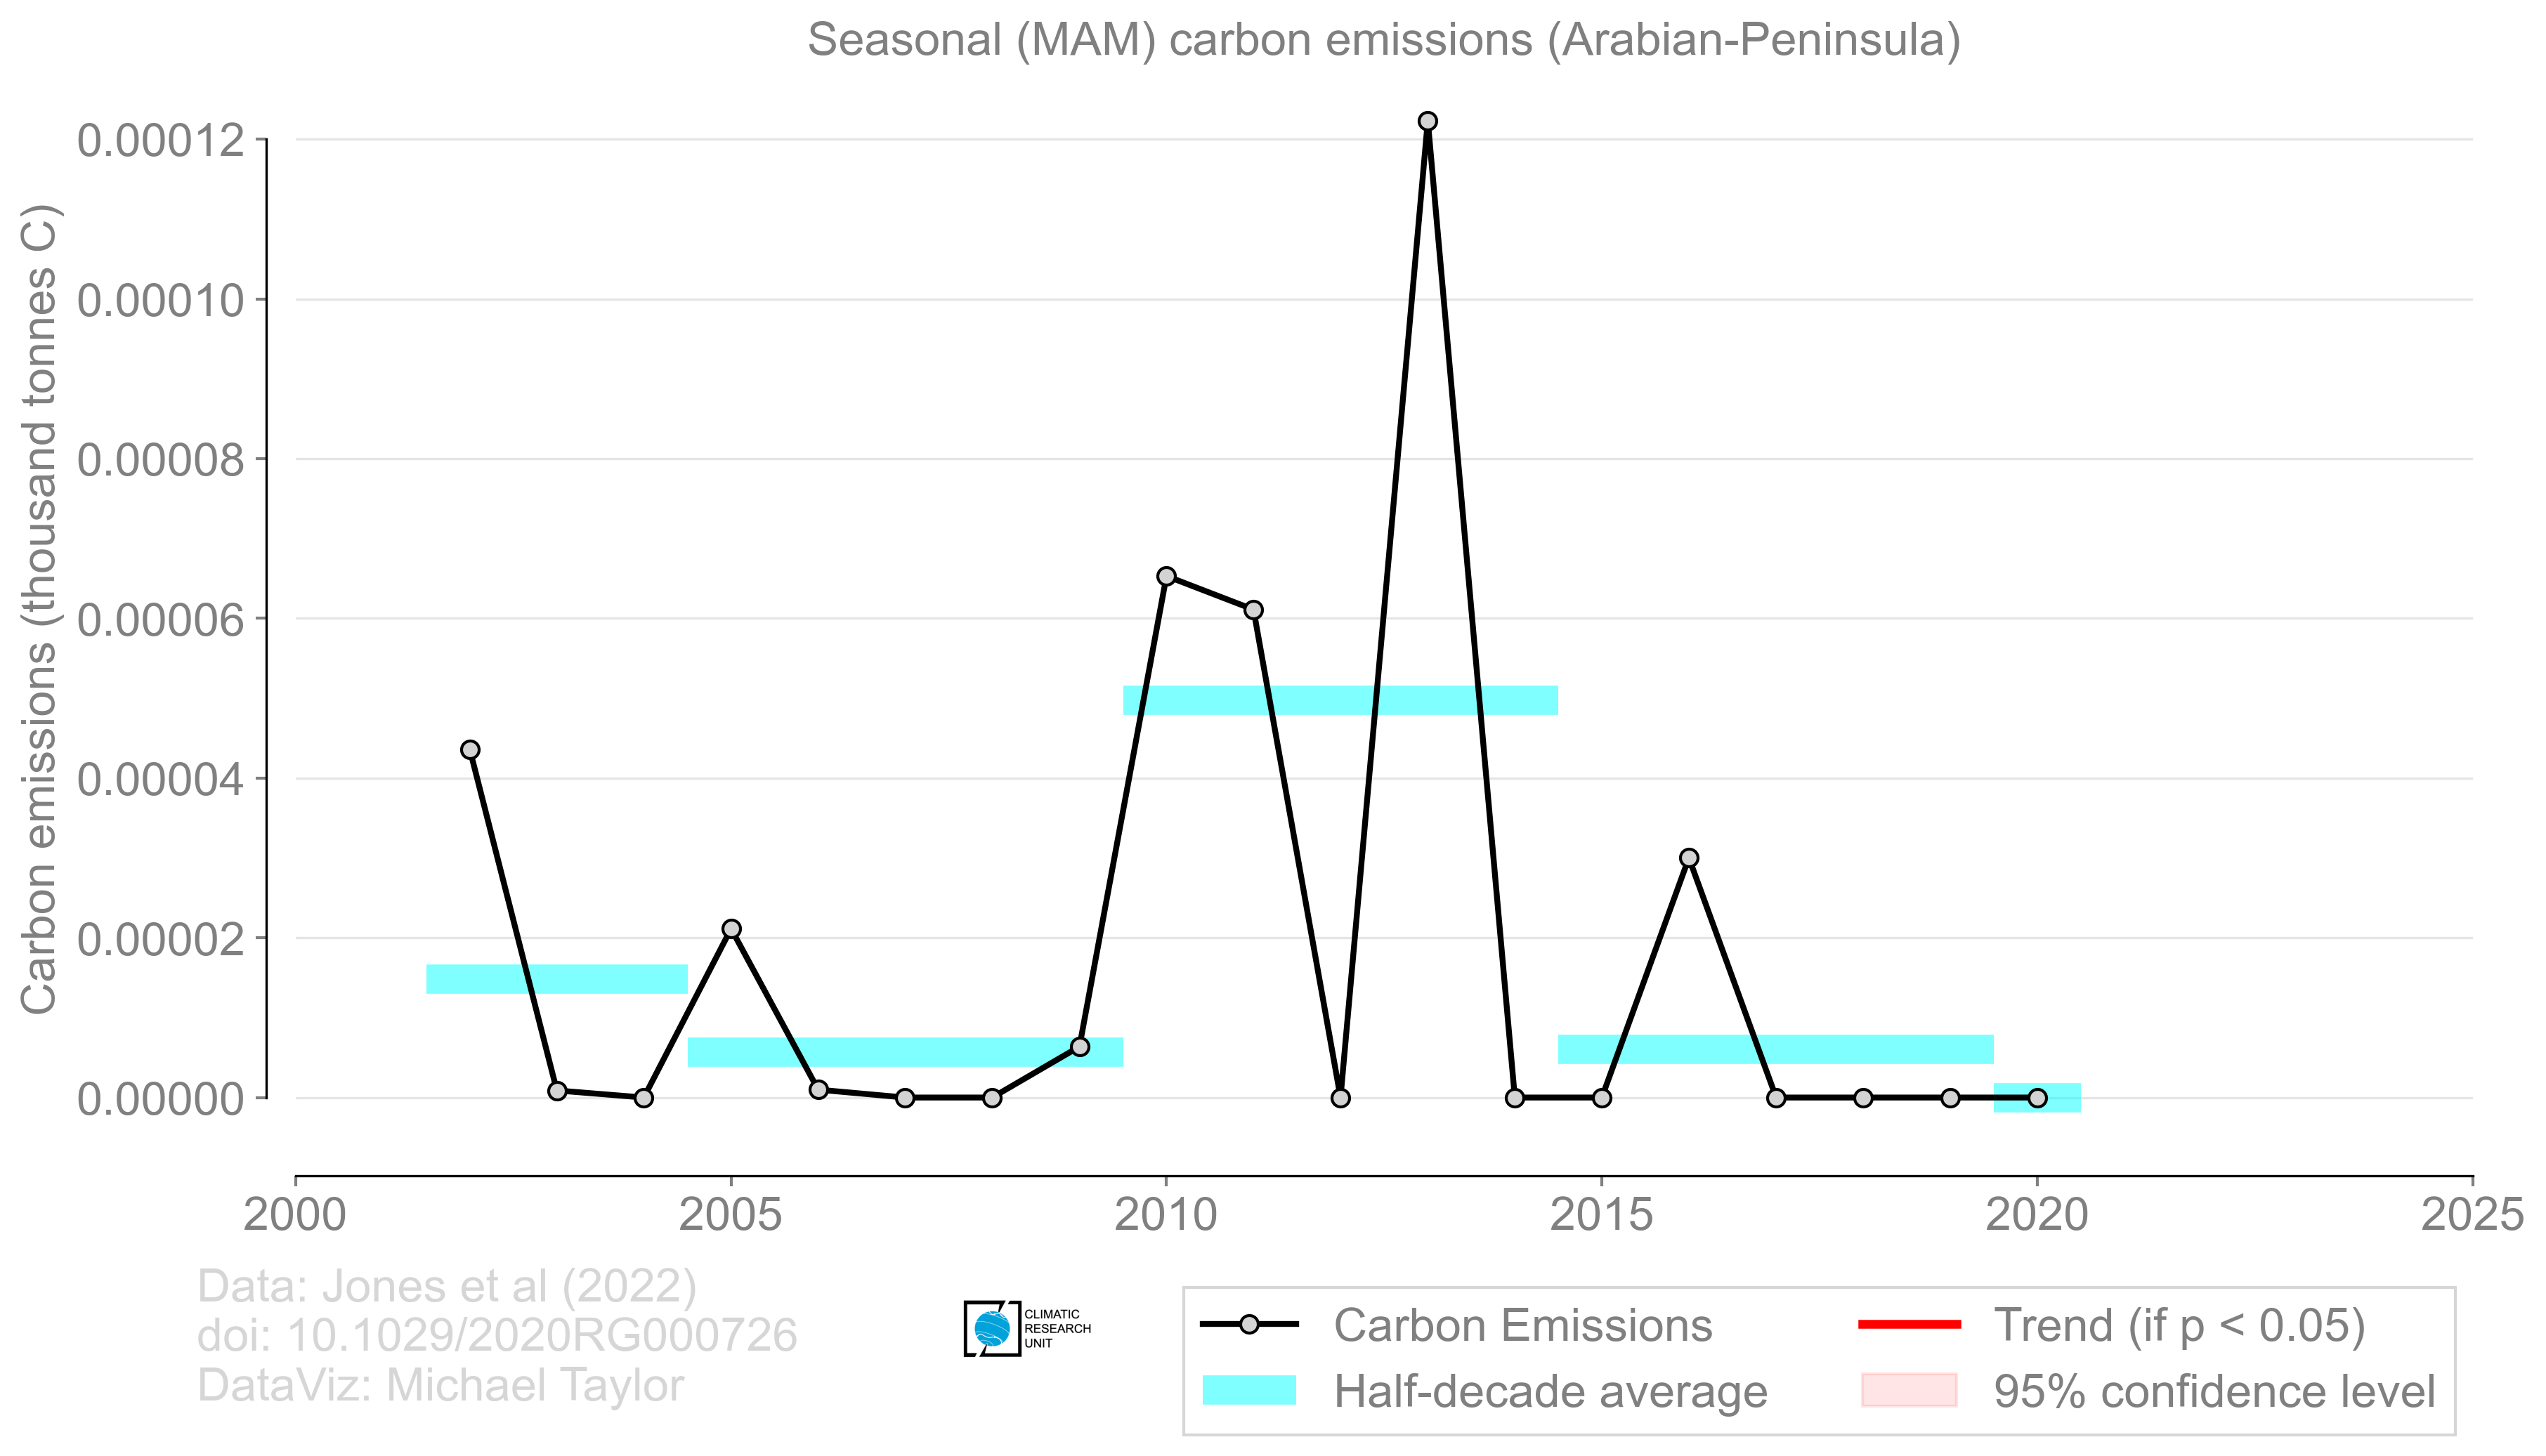 Seasonal (MAM) carbon emissions (Arabian-Peninsula)
Carbon emissions (thousand tonnes C)
0.00012
0.00010
0.00008
0.00006
0.00004
0.00002
0.00000
2000 2005 2010 2015 2020 2025
Data: Jones et al (2022)
doi: 10.1029/2020RG000726
DataViz: Michael Taylor
CLIMATIC
RESEARCH
UNIT
Carbon Emissions
Half-decade average
Trend (if p < 0.05)
95% confidence level